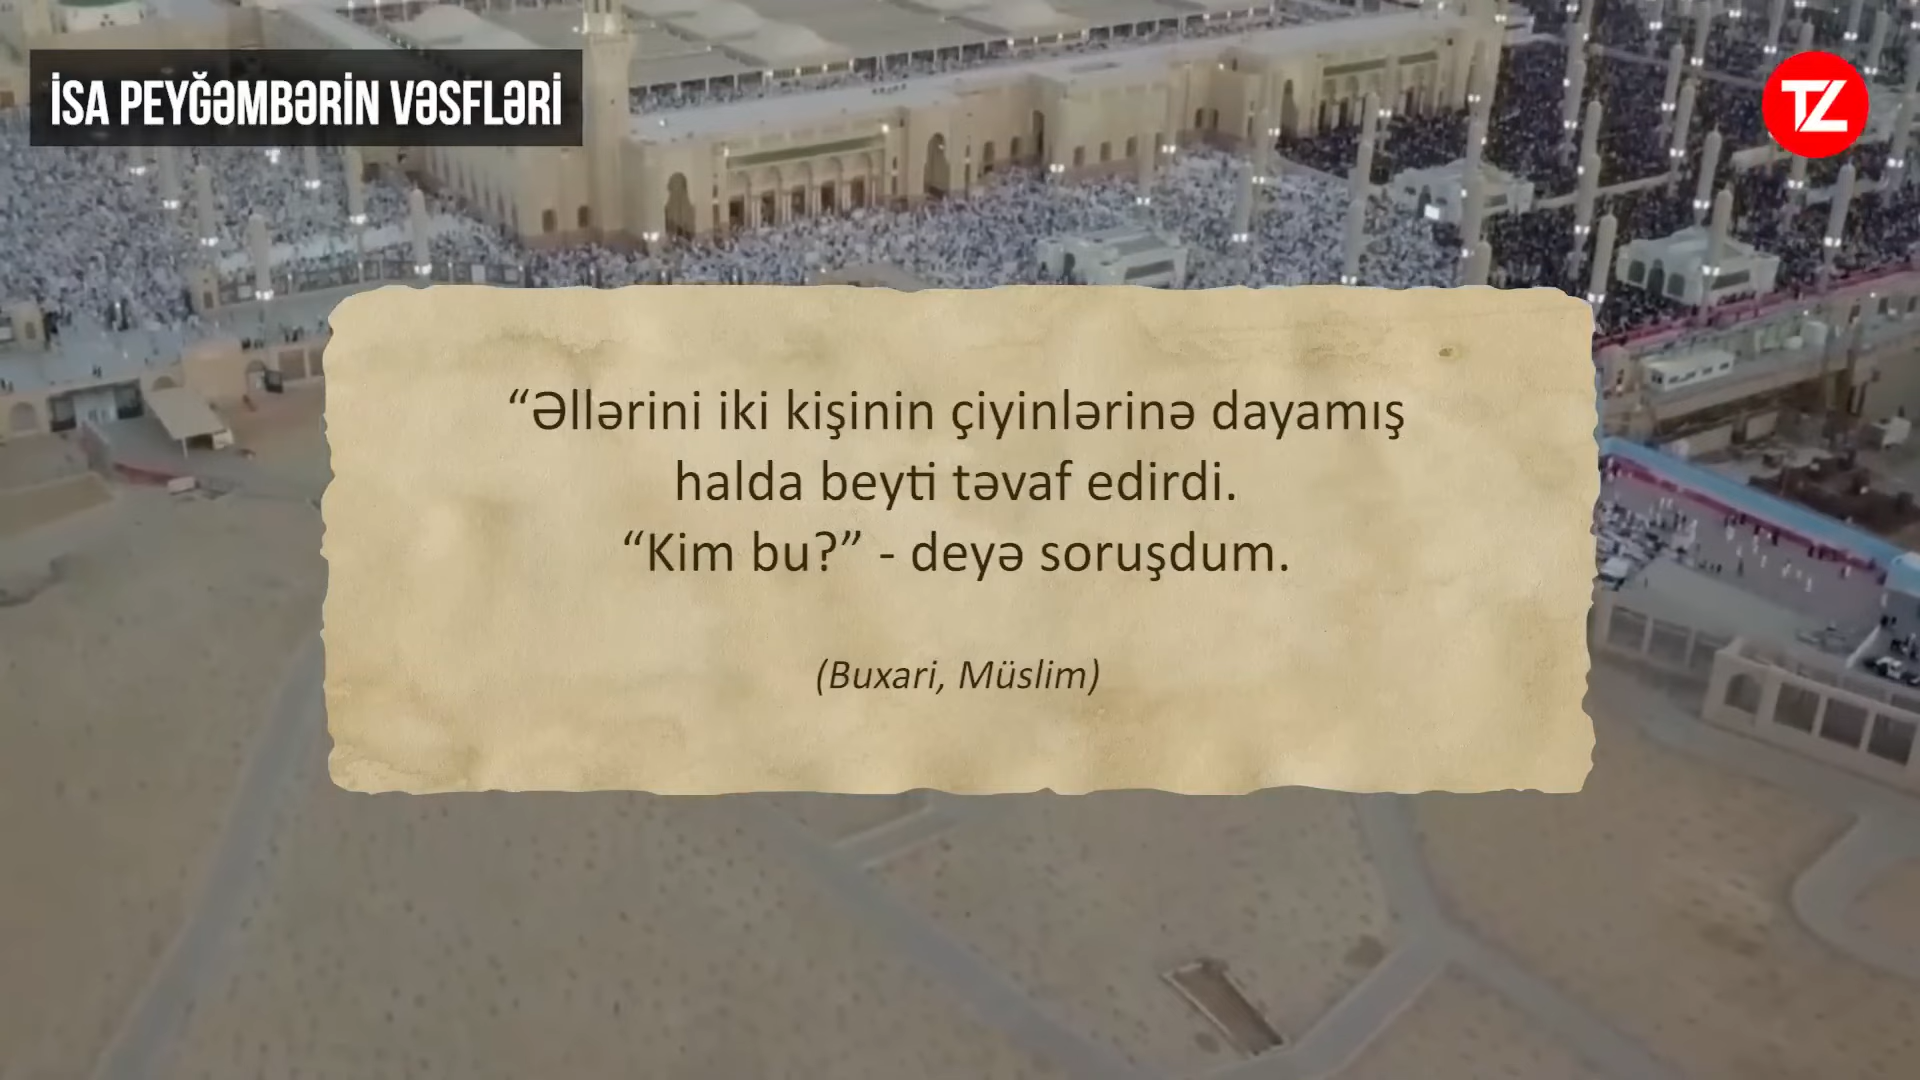 İSA PEYĞƏMBƏRİN VƏSFLƏRİ
TZ
“Əllərini iki kişinin çiyinlərinə dayamış
halda beyti təvaf edirdi.
“Kim bu?” - deyə soruşdum.
(Buxari, Müslim)